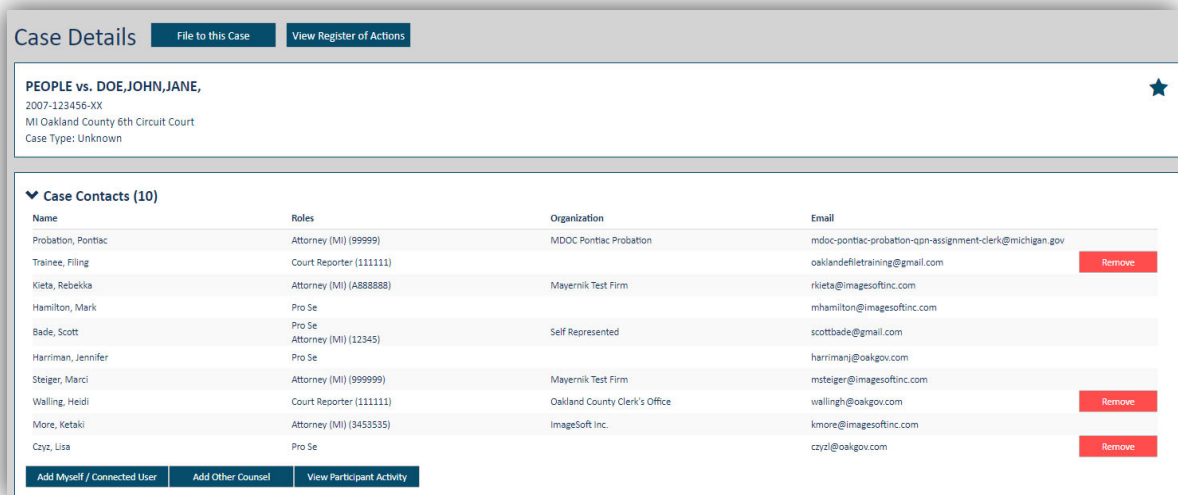 Case Details File to this Case View Register of Actions
PEOPLE vs. DOE,JOHN,JANE,
2007-123456-XX
MI Oakland County 6th Circuit Court
Case Type: Unknown
Case Contacts (10)
Name Roles Organization Email
Probation, Pontiac Attorney (MI) (99999) MDOC Pontiac Probation mdoc-pontiac-probation-qpn-assignment-clerk@michigan.gov
Trainee, Filing Court Reporter (111111) oaklandefiletraining@gmail.com Remove
Kieta, Rebekka Attorney (MI) (A888888) Mayernik Test Firm rkieta@imagesoftinc.com
Hamilton, Mark Pro Se mhamilton@imagesoftinc.com
Bade, Scott Pro Se Self Represented scottbade@gmail.com
Attorney (MI) (12345)
Harriman, Jennifer Pro Se harrimanj@oakgov.com
Steiger, Marci Attorney (MI) (999999) Mayernik Test Firm msteiger@imagesoftinc.com
Walling, Heidi Court Reporter (111111) Oakland County Clerk's Office wallingh@oakgov.com Remove
More, Ketaki Attorney (MI) (3453535) ImageSoft Inc. kmore@imagesoftinc.com
Czyz, Lisa Pro Se czyzl@oakgov.com Remove
Add Myself / Connected User Add Other Counsel View Participant Activity